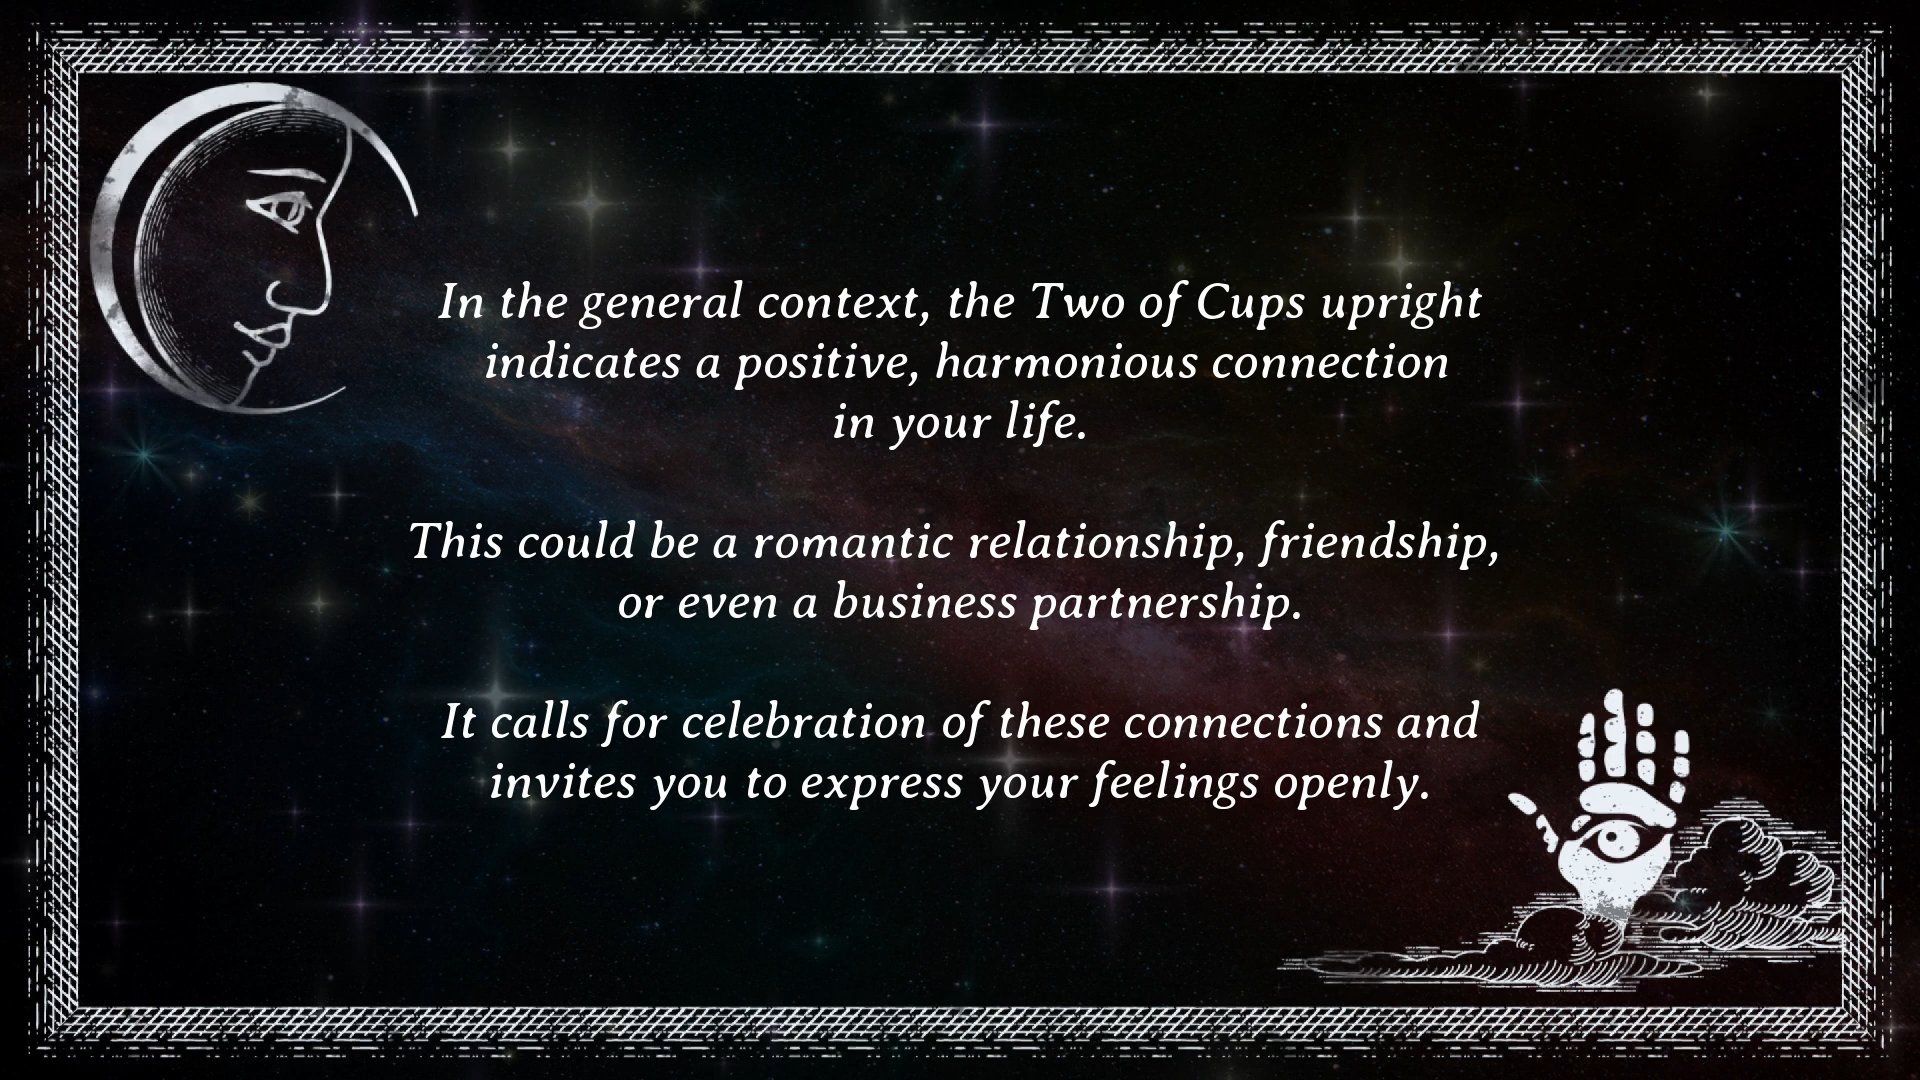 In the general context, the Two of Cups upright
indicates a positive, harmonious connection
in your life.
This could be a romantic relationship, friendship,
or even a business partnership.
It calls for celebration of these connections and
invites you to express your feelings openly.